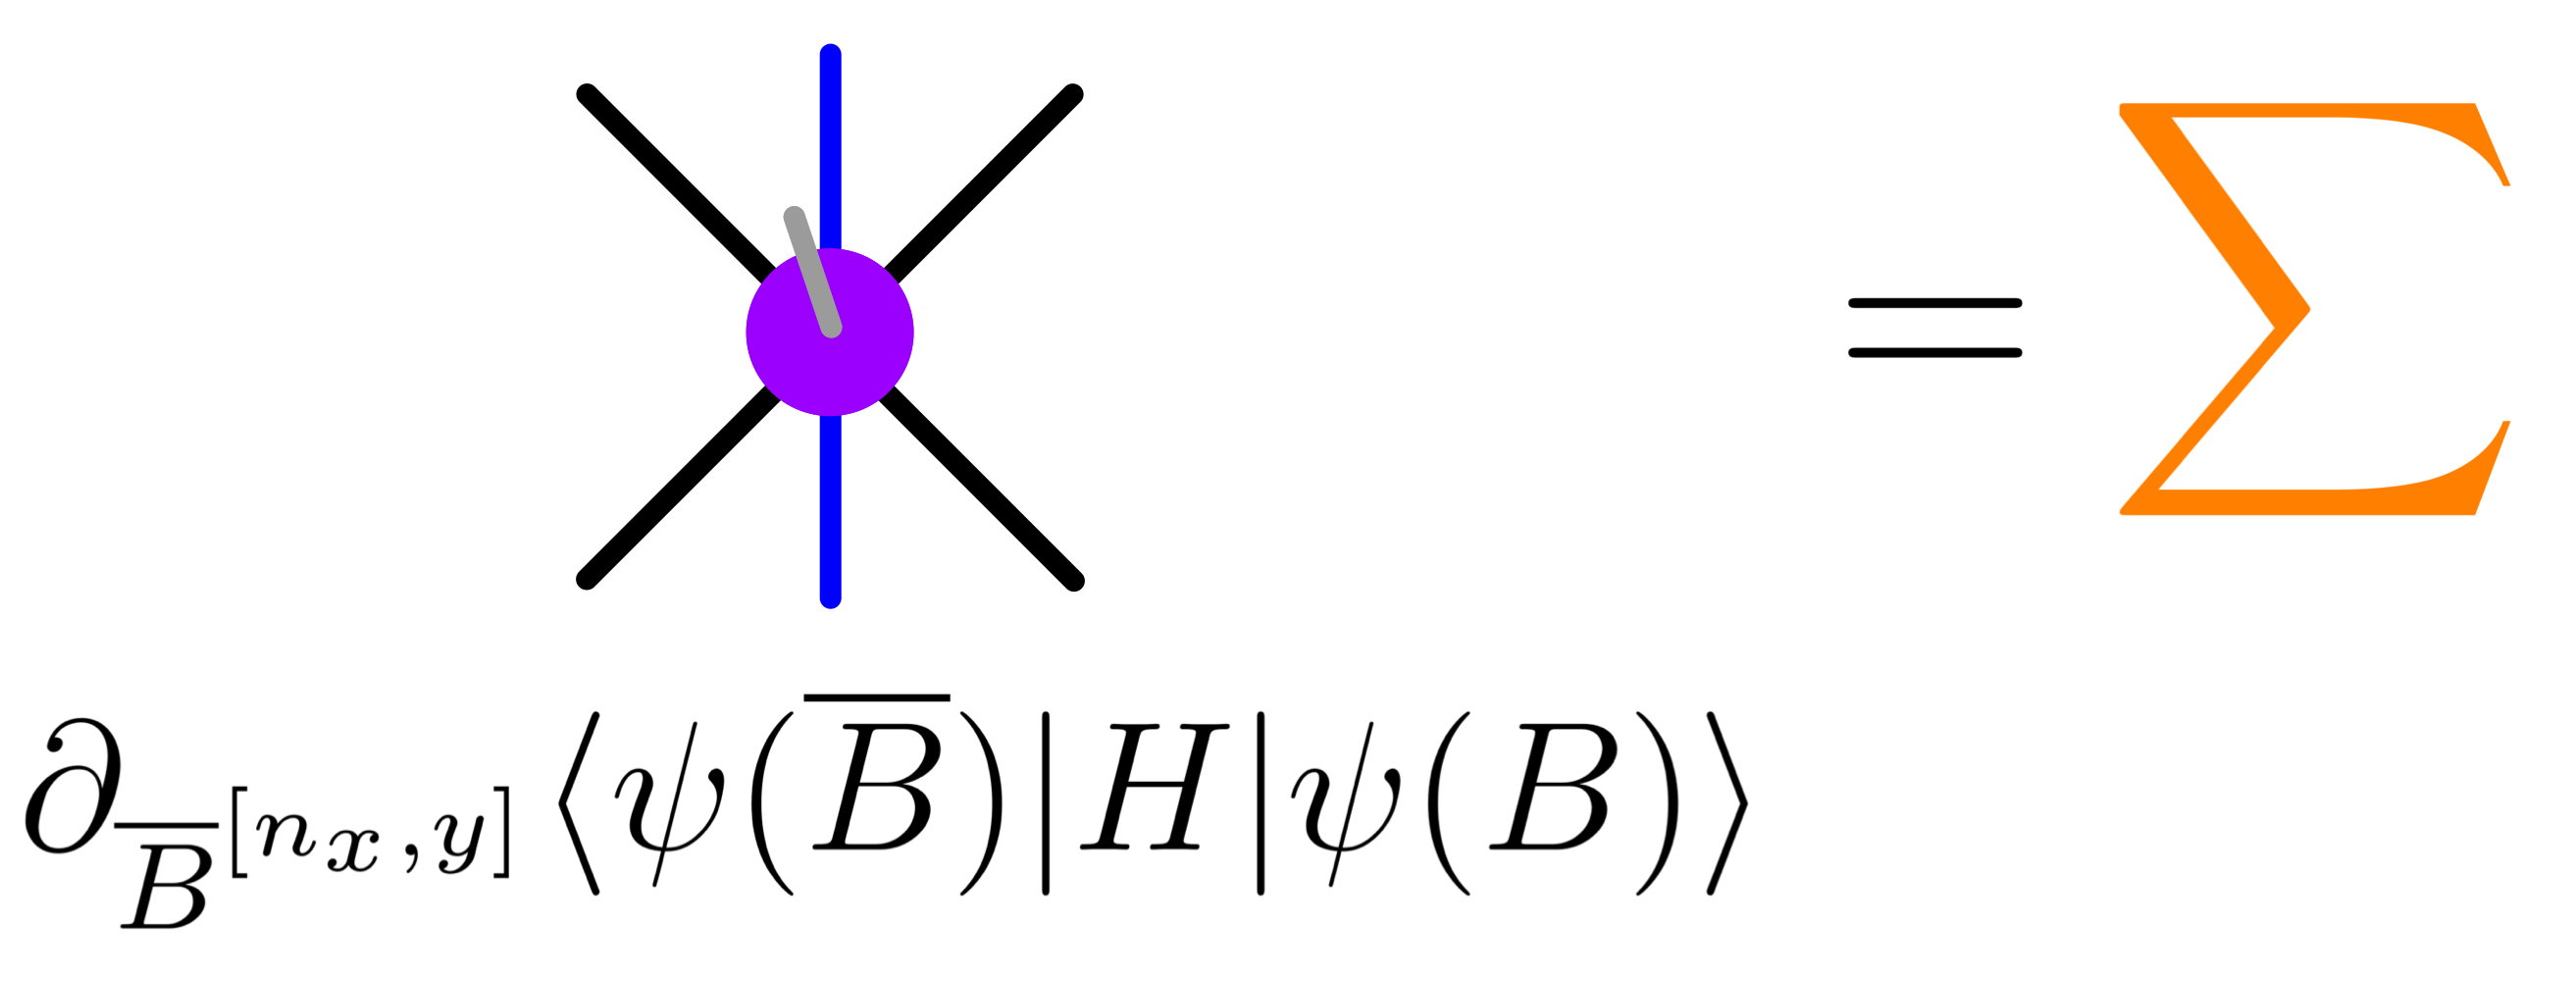 = ∑
∂_{\overline{B}[n_x,y]} ⟨ψ(\overline{B})|H|ψ(B)⟩